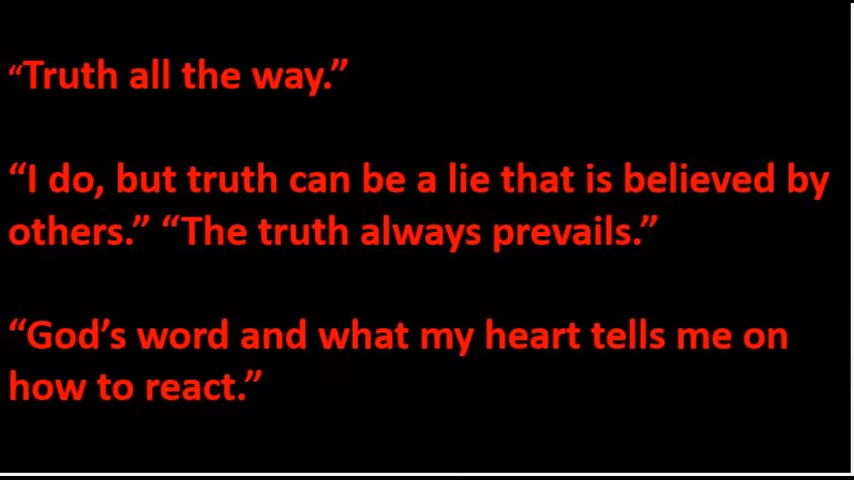 “Truth all the way.”
“I do, but truth can be a lie that is believed by
others.” “The truth always prevails.”
“God’s word and what my heart tells me on
how to react.”